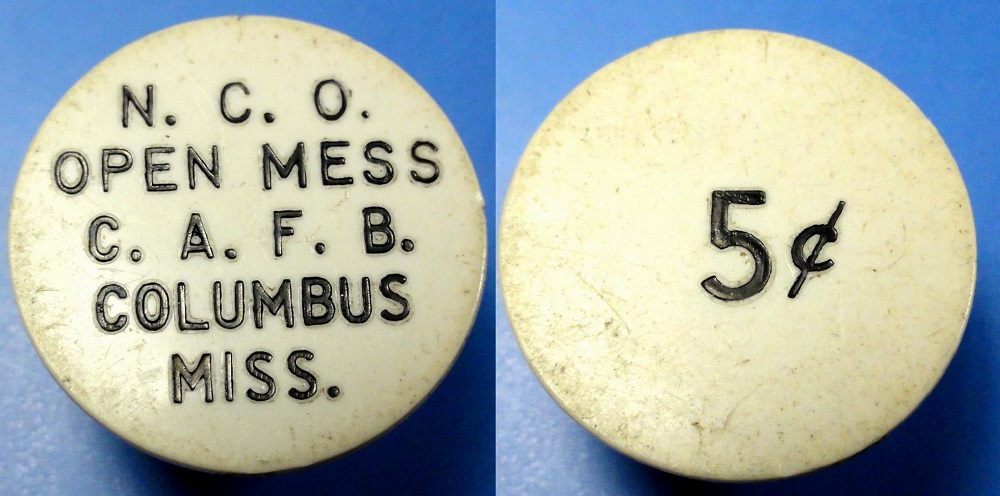 N. C. O.
OPEN MESS
C. A. F. B.
COLUMBUS
MISS.
5¢